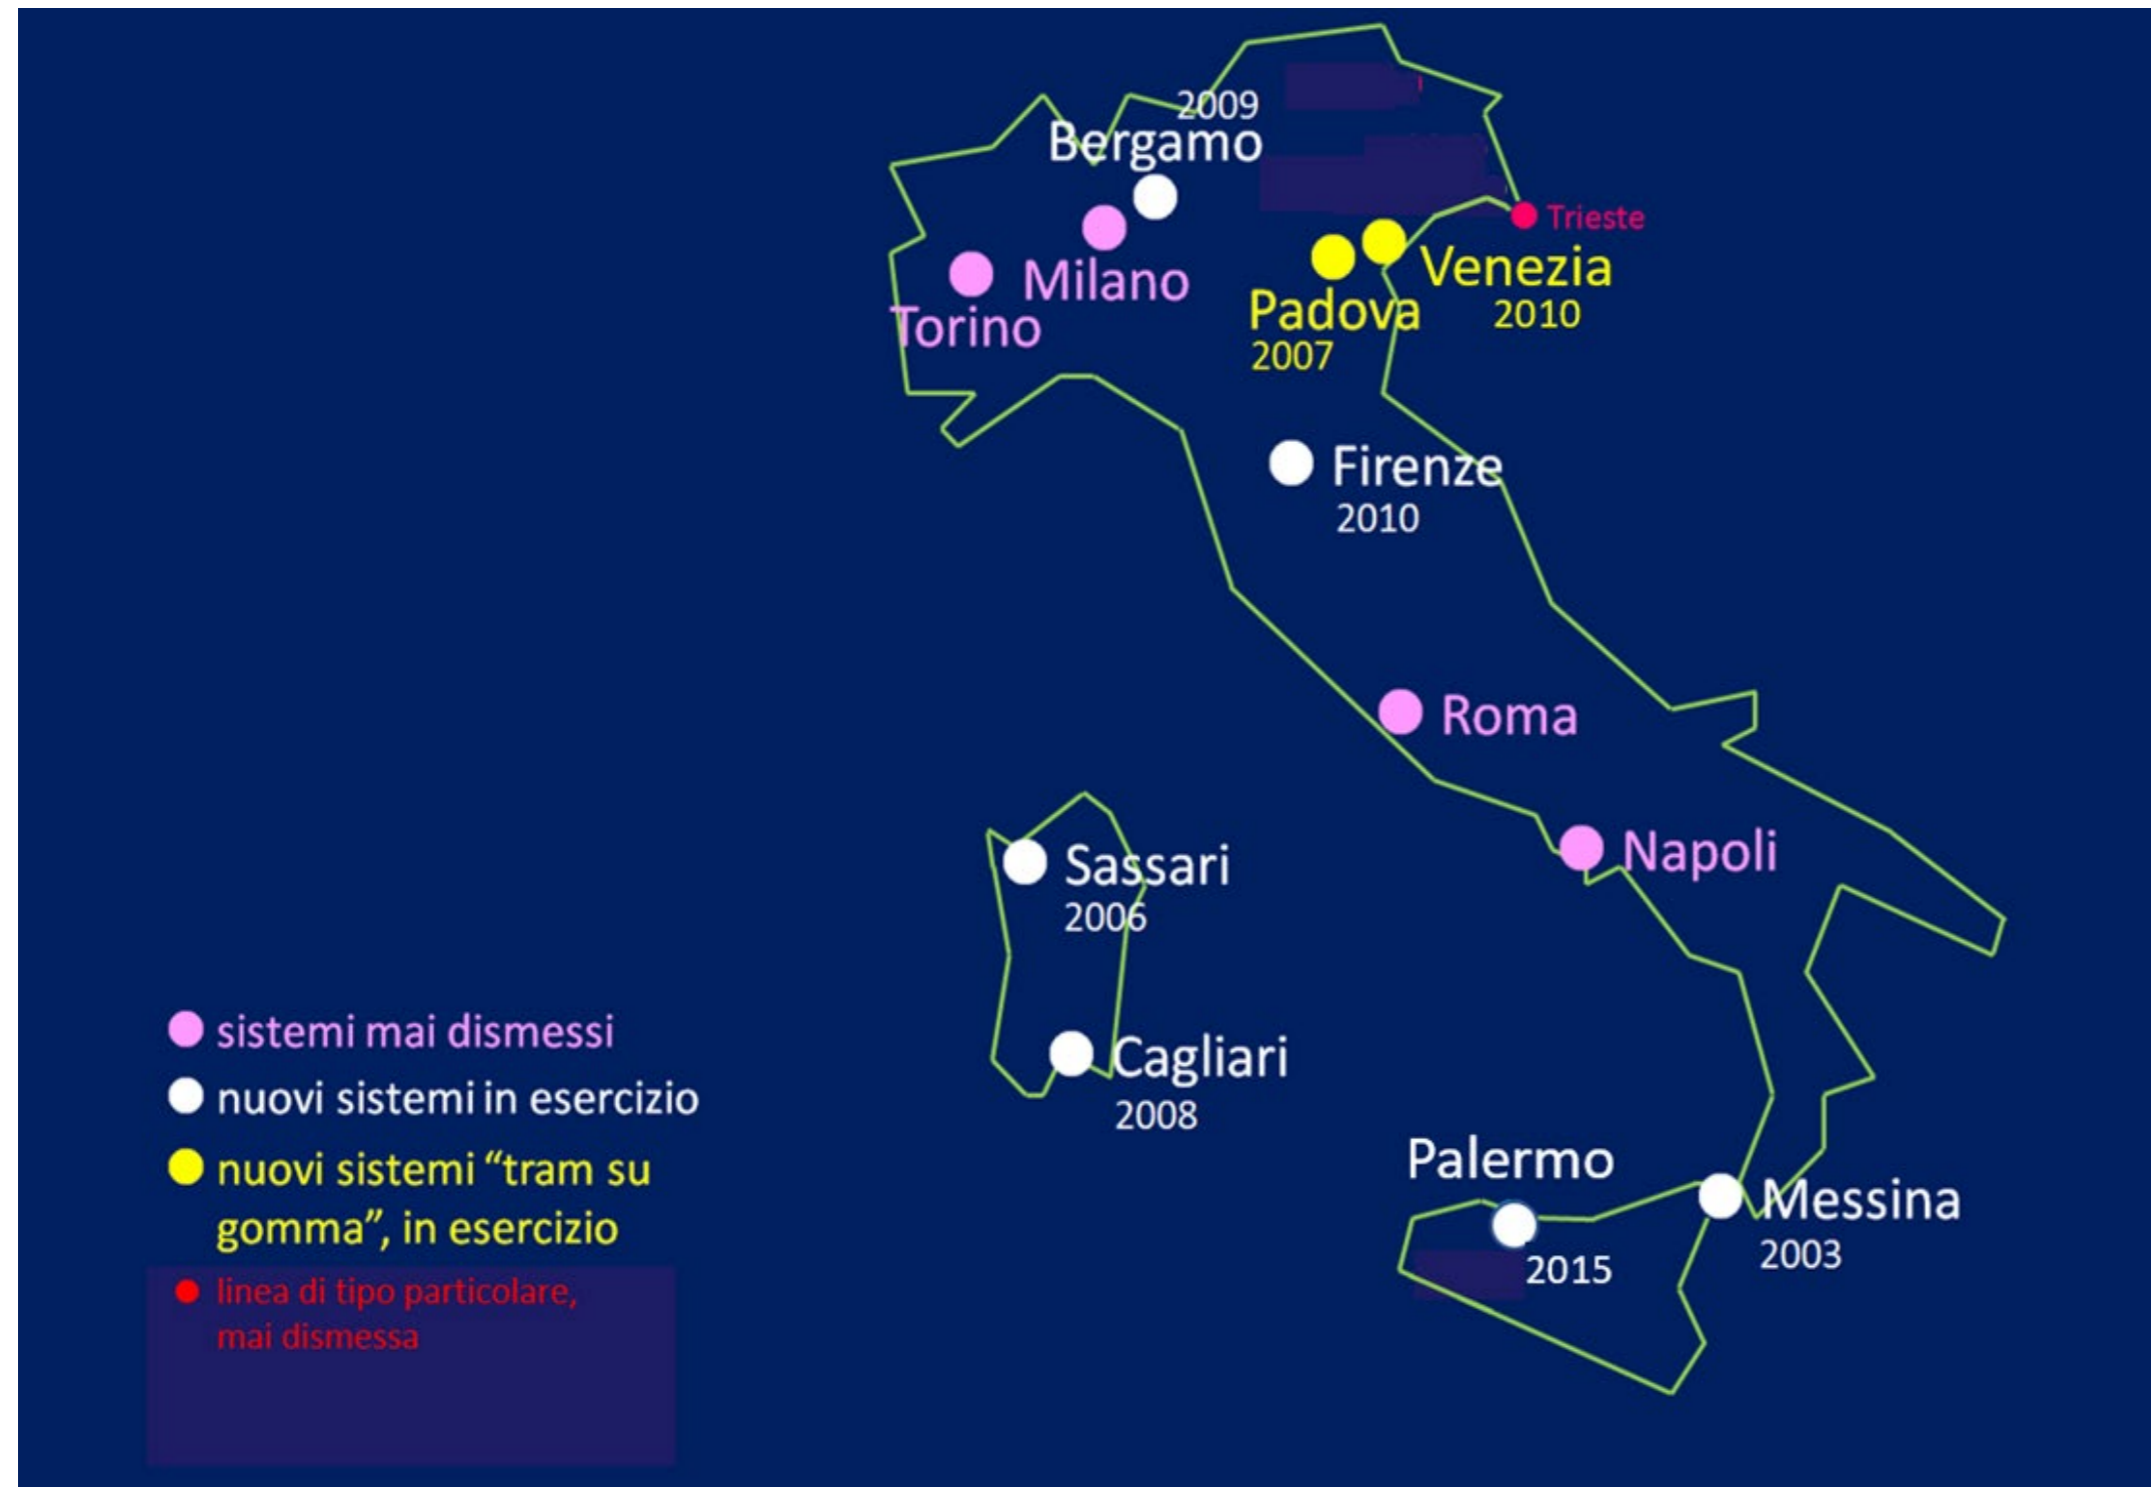 2009
Bergamo
Trieste
Milano
Venezia
Torino
Padova
2010
2007
Firenze
2010
Roma
Napoli
Sassari
2006
Cagliari
2008
Palermo
Messina
2015
2003
sistemi mai dismessi
nuovi sistemi in esercizio
nuovi sistemi “tram su
gomma”, in esercizio
linea di tipo particolare,
mai dismessa